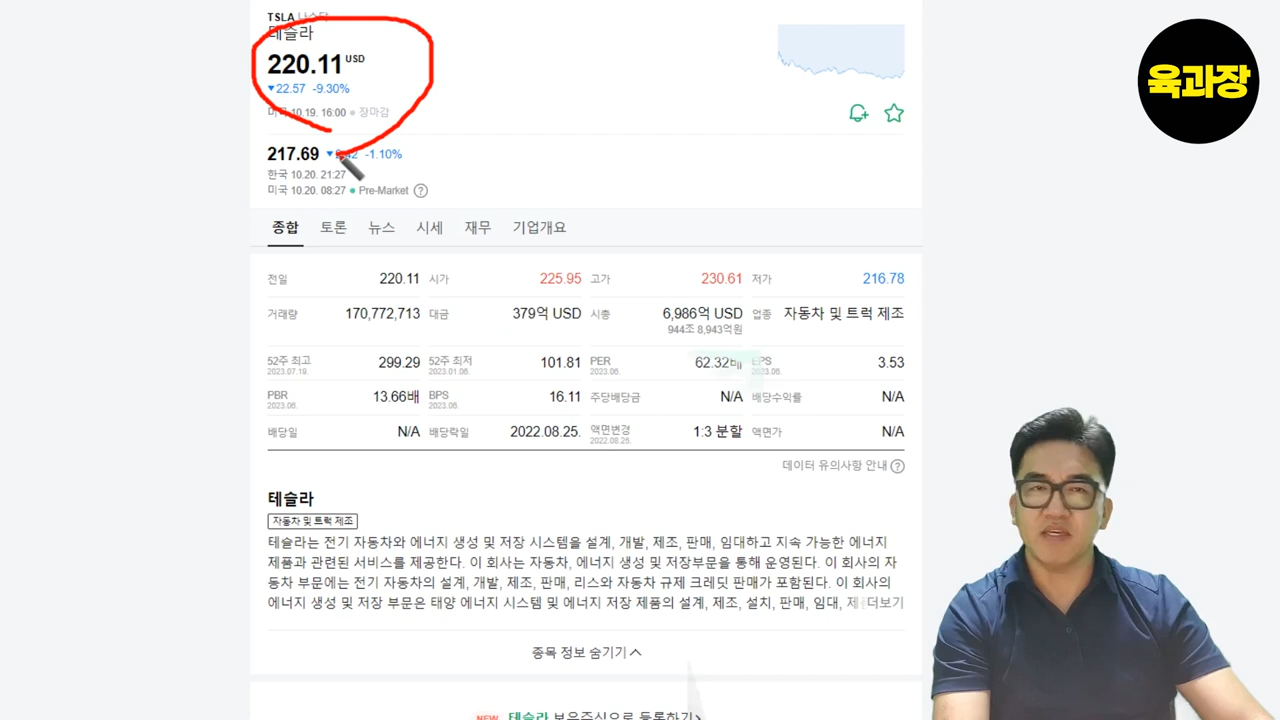 TSLA 나스닥
테슬라
220.11 USD
▼22.57 -9.30%
미국 10.19. 16:00 장마감
217.69 ▼2.42 -1.10%
한국 10.20. 21:27
미국 10.20. 08:27 Pre-Market ?
종합 토론 뉴스 시세 재무 기업개요
전일 220.11 시가 225.95 고가 230.61 저가 216.78
거래량 170,772,713 대금 379억 USD 시총 6,986억 USD 업종 자동차 및 트럭 제조
944조 8,943억원
52주 최고 299.29 52주 최저 101.81 PER 62.32배 EPS 3.53
2023.07.19. 2023.01.06. 2023.06. 2023.06.
PBR 13.66배 BPS 16.11 주당배당금 N/A 배당수익률 N/A
2023.06. 2023.06.
배당일 N/A 배당락일 2022.08.25. 액면변경 1:3 분할 액면가 N/A
2022.08.25.
데이터 유의사항 안내 ?
테슬라
자동차 및 트럭 제조
테슬라는 전기 자동차와 에너지 생성 및 저장 시스템을 설계, 개발, 제조, 판매, 임대하고 지속 가능한 에너지
제품과 관련된 서비스를 제공한다. 이 회사는 자동차, 에너지 생성 및 저장부문을 통해 운영된다. 이 회사의 자
동차 부문에는 전기 자동차의 설계, 개발, 제조, 판매, 리스와 자동차 규제 크레딧 판매가 포함된다. 이 회사의
에너지 생성 및 저장 부문은 태양 에너지 시스템 및 에너지 저장 제품의 설계, 제조, 설치, 판매, 임대, 제 더보기
종목 정보 숨기기
NEW 테슬라 보유주식으로 등록하기
육과장